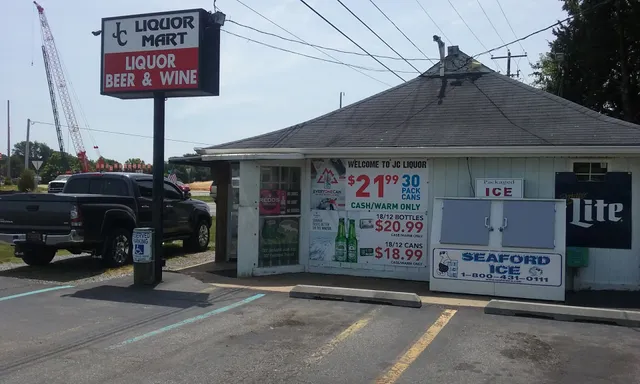 JC LIQUOR
MART
LIQUOR
BEER & WINE
WELCOME TO JC LIQUOR
$21.99 30
PACK
CANS
CASH/WARM ONLY
18/12 BOTTLES
$20.99
18/12 CANS
$18.99
Packaged
ICE
Lite
SEAFORD
ICE
1-800-431-0111